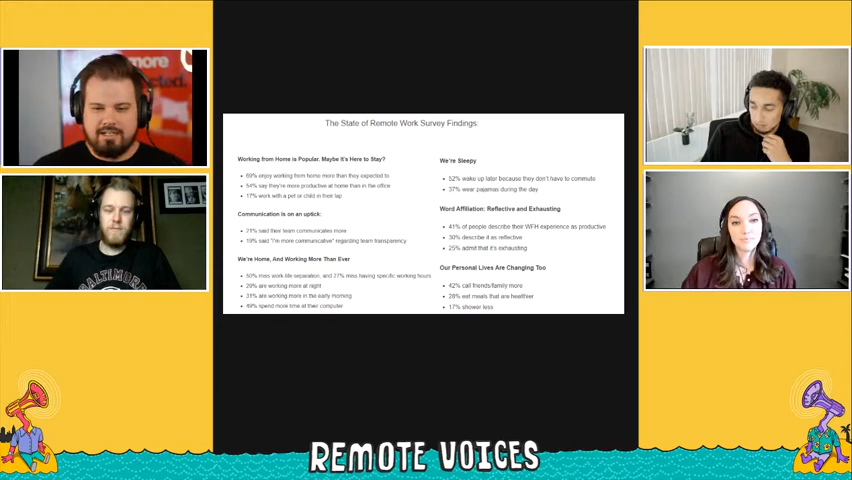 more
cted.
BALTIMORE
The State of Remote Work Survey Findings:
Working from Home is Popular. Maybe It's Here to Stay?
69% enjoy working from home more than they expected to
54% say they're more productive at home than in the office
17% work with a pet or child in their lap
Communication is on an uptick:
21% said their team communicates more
19% said "I'm more communicative" regarding team transparency
We're Home, And Working More Than Ever
50% miss work-life separation, and 27% miss having specific working hours
29% are working more at night
31% are working more in the early morning
49% spend more time at their computer
We're Sleepy
52% wake up later because they don't have to commute
37% wear pajamas during the day
Word Affiliation: Reflective and Exhausting
41% of people describe their WFH experience as productive
30% describe it as reflective
25% admit that it's exhausting
Our Personal Lives Are Changing Too
42% call friends/family more
28% eat meals that are healthier
17% shower less
REMOTE VOICES